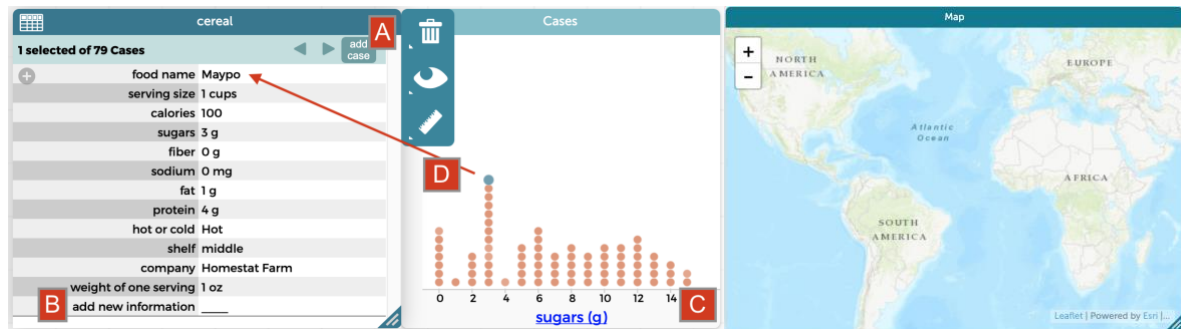 cereal
1 selected of 79 Cases
add
case
A
food name Maypo
serving size 1 cups
calories 100
sugars 3 g
fiber 0 g
sodium 0 mg
fat 1 g
protein 4 g
hot or cold Hot
shelf middle
company Homestat Farm
weight of one serving 1 oz
B
add new information ____
Cases
D
0 2 4 6 8 10 12 14
C
sugars (g)
Map
+
−
NORTH
AMERICA
EUROPE
Atlantic
Ocean
AFRICA
SOUTH
AMERICA
Leaflet | Powered by Esri |...